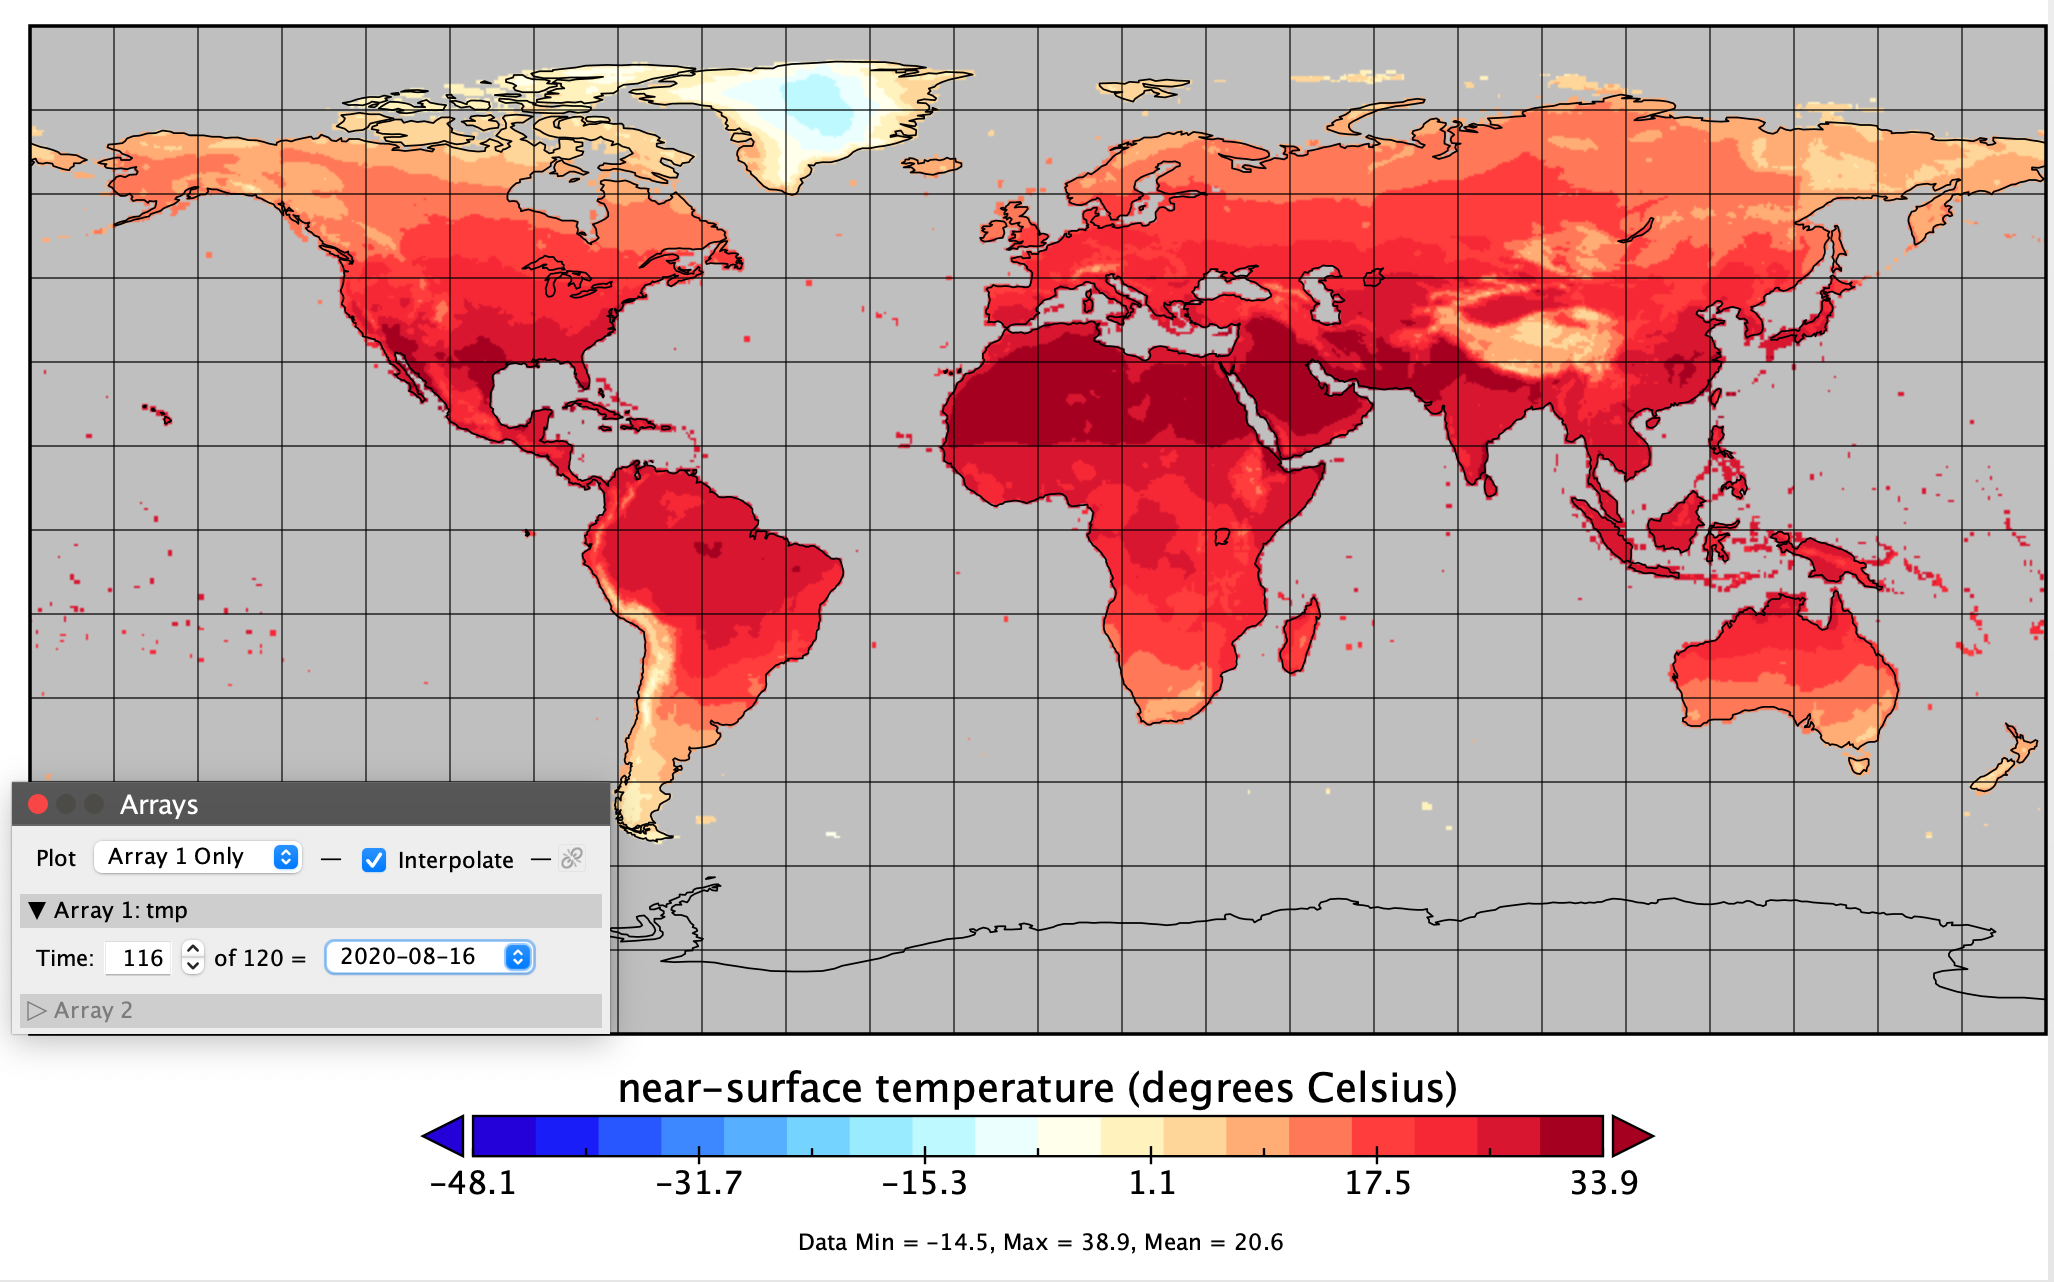 Arrays
Plot Array 1 Only — Interpolate —
▼ Array 1: tmp
Time: 116 of 120 = 2020-08-16
▷ Array 2
near-surface temperature (degrees Celsius)
-48.1 -31.7 -15.3 1.1 17.5 33.9
Data Min = -14.5, Max = 38.9, Mean = 20.6